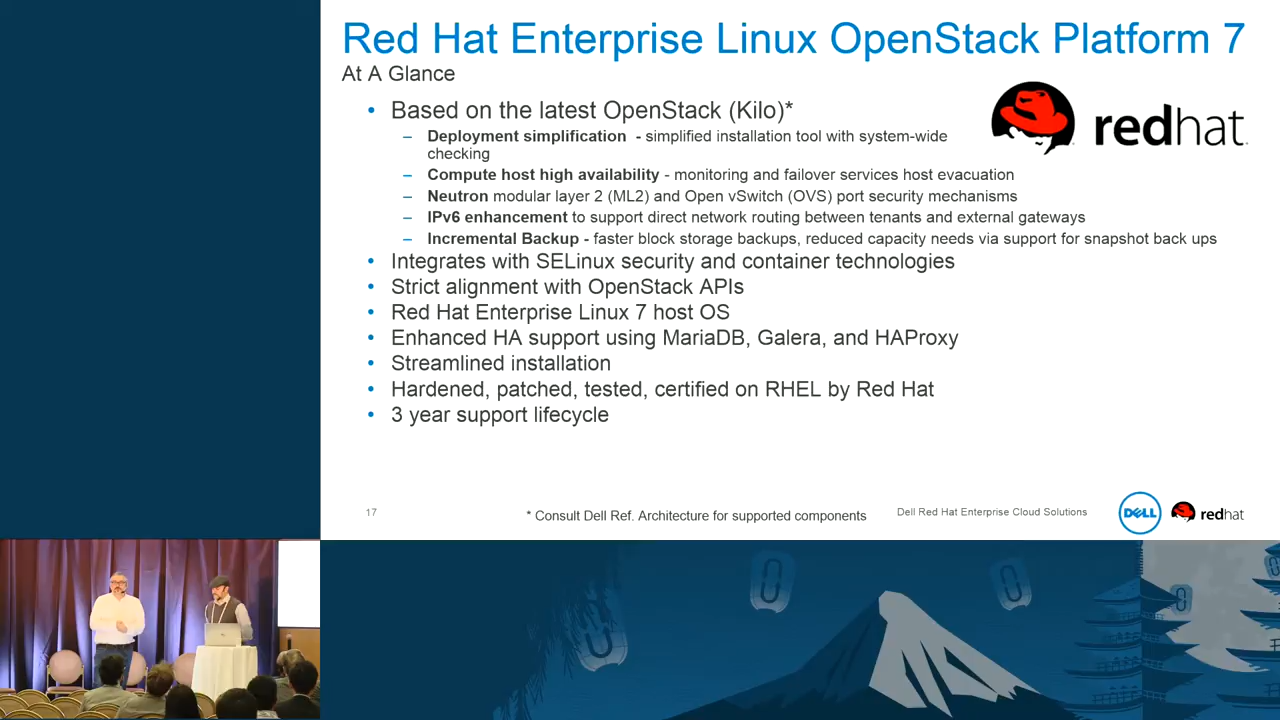 Red Hat Enterprise Linux OpenStack Platform 7
At A Glance
• Based on the latest OpenStack (Kilo)*
– Deployment simplification - simplified installation tool with system-wide
checking
– Compute host high availability - monitoring and failover services host evacuation
– Neutron modular layer 2 (ML2) and Open vSwitch (OVS) port security mechanisms
– IPv6 enhancement to support direct network routing between tenants and external gateways
– Incremental Backup - faster block storage backups, reduced capacity needs via support for snapshot back ups
• Integrates with SELinux security and container technologies
• Strict alignment with OpenStack APIs
• Red Hat Enterprise Linux 7 host OS
• Enhanced HA support using MariaDB, Galera, and HAProxy
• Streamlined installation
• Hardened, patched, tested, certified on RHEL by Red Hat
• 3 year support lifecycle
redhat
17
* Consult Dell Ref. Architecture for supported components
Dell Red Hat Enterprise Cloud Solutions
DELL
redhat